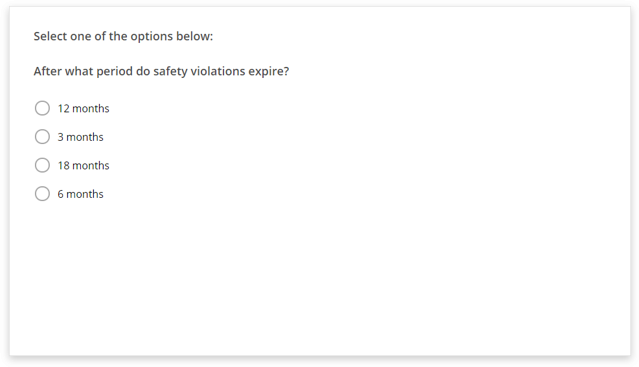 Select one of the options below:
After what period do safety violations expire?
12 months
3 months
18 months
6 months